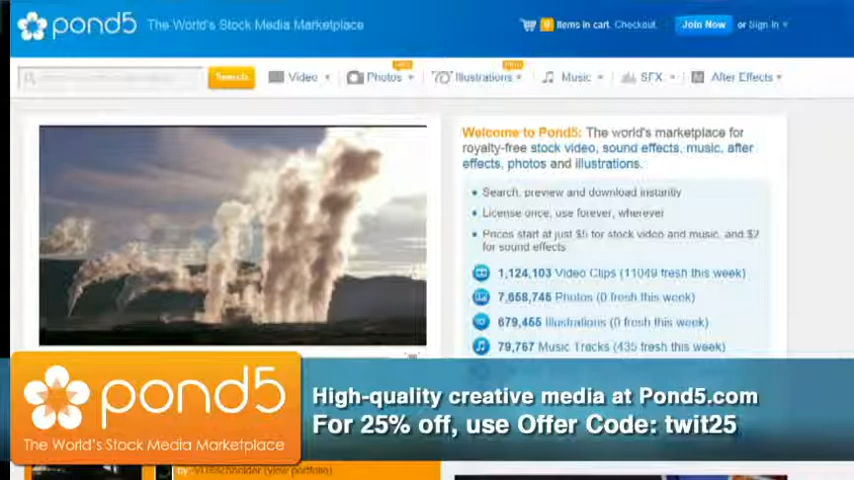 pond5 The World's Stock Media Marketplace
items in cart. Checkout. Join Now or Sign In
Search Video Photos Illustrations Music SFX After Effects
Welcome to Pond5: The world's marketplace for
royalty-free stock video, sound effects, music, after
effects, photos and illustrations.
Search, preview and download instantly
License once, use forever, wherever
Prices start at just $5 for stock video and music, and $2
for sound effects
1,124,103 Video Clips (11049 fresh this week)
7,658,745 Photos (0 fresh this week)
679,455 Illustrations (0 fresh this week)
79,767 Music Tracks (435 fresh this week)
pond5
The World's Stock Media Marketplace
High-quality creative media at Pond5.com
For 25% off, use Offer Code: twit25
(view portfolio)